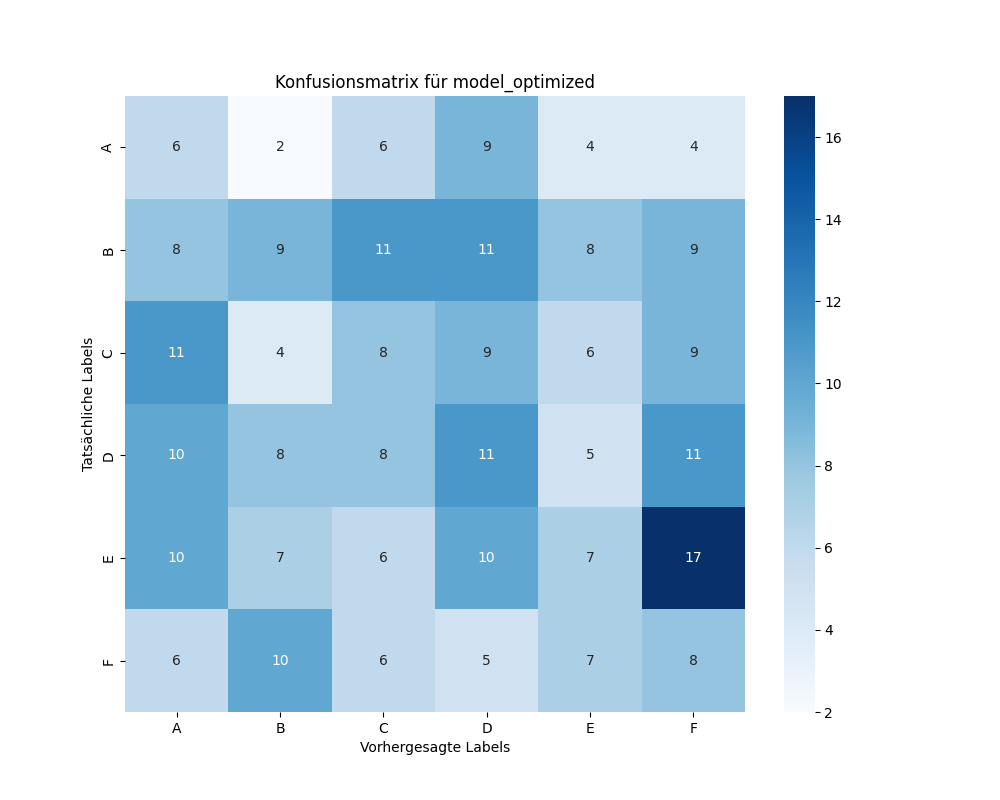 Konfusionsmatrix für model_optimized
A 6 2 6 9 4 4
B 8 9 11 11 8 9
C 11 4 8 9 6 9
D 10 8 8 11 5 11
E 10 7 6 10 7 17
F 6 10 6 5 7 8
A B C D E F
Tatsächliche Labels
Vorhergesagte Labels
16
14
12
10
8
6
4
2